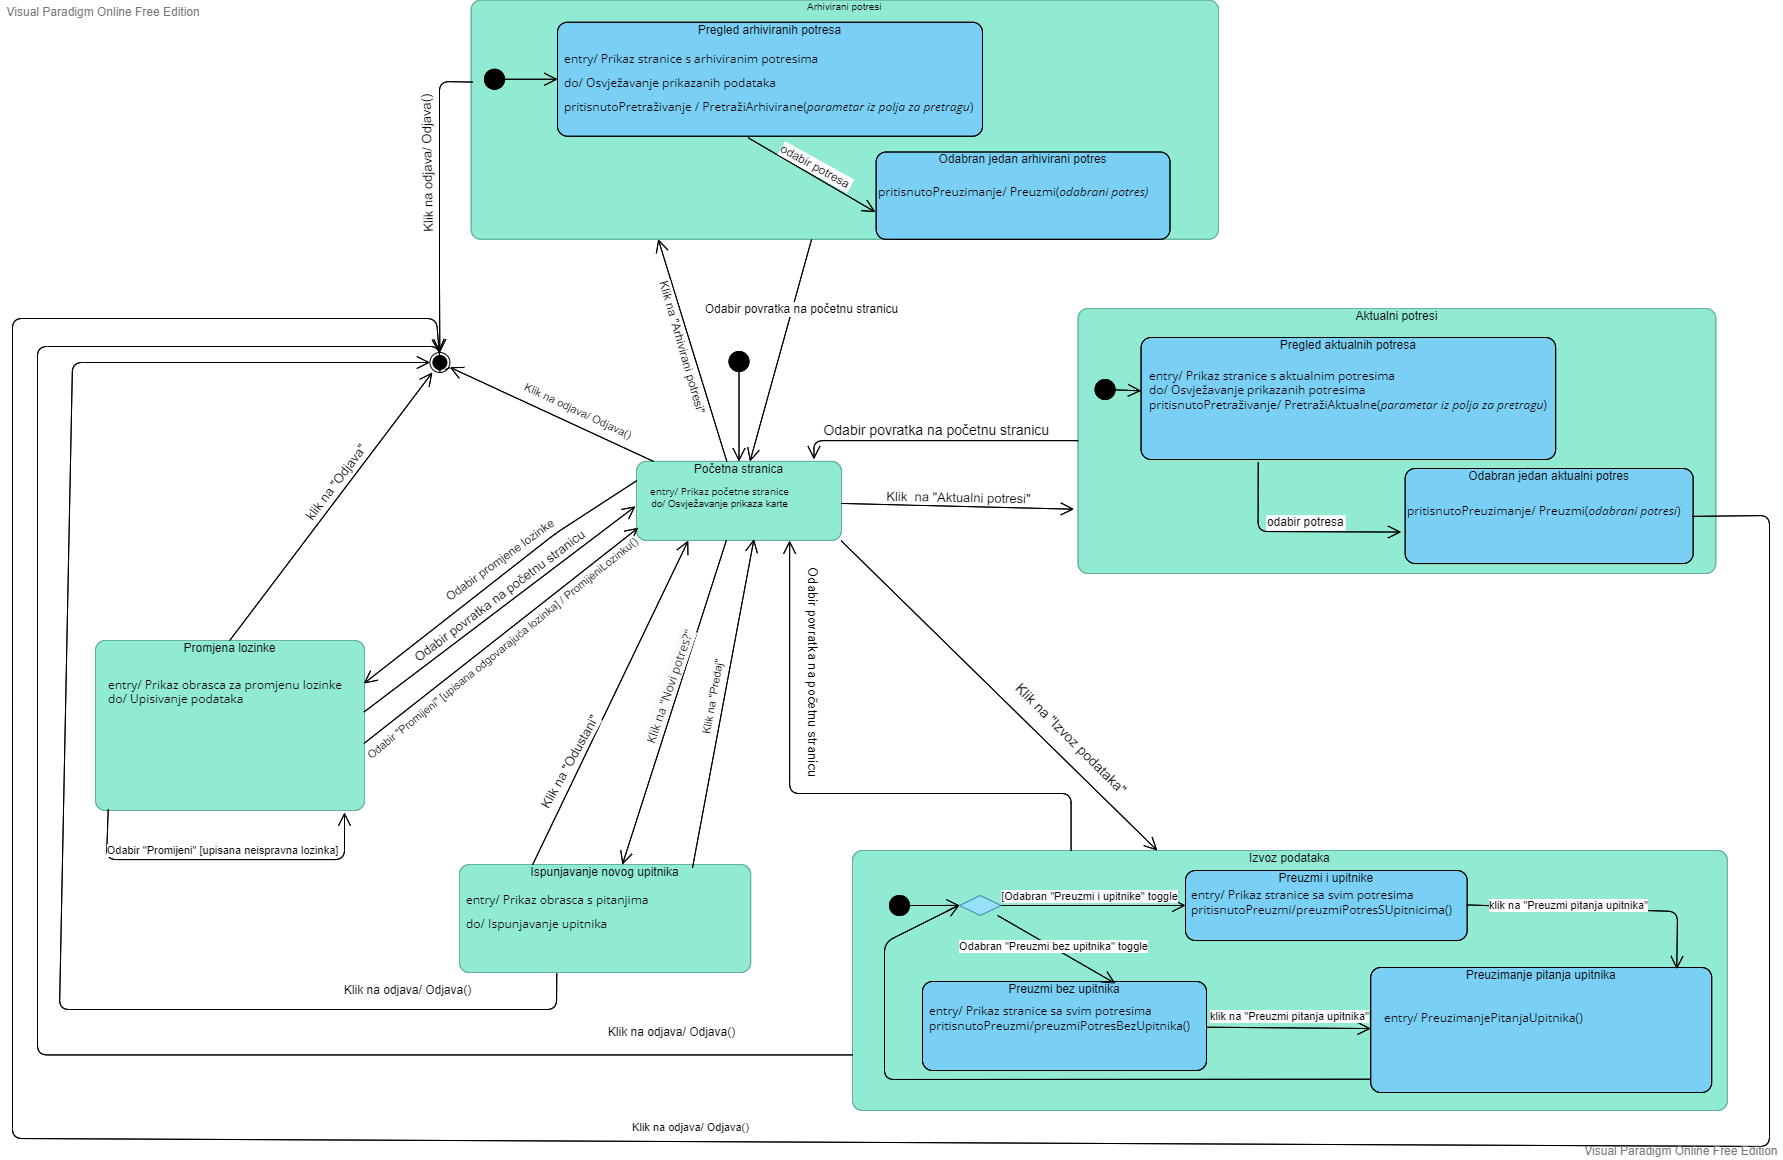 Visual Paradigm Online Free Edition
Arhivirani potresi
Pregled arhiviranih potresa
entry/ Prikaz stranice s arhiviranim potresima
do/ Osvježavanje prikazanih podataka
pritisnutoPretraživanje / PretražiArhivirane(parametar iz polja za pretragu)
odabir potresa
Odabran jedan arhivirani potres
pritisnutoPreuzimanje/ Preuzmi(odabrani potres)
Klik na odjava/ Odjava()
Klik na "Arhivirani potresi"
Odabir povratka na početnu stranicu
Aktualni potresi
Pregled aktualnih potresa
entry/ Prikaz stranice s aktualnim potresima
do/ Osvježavanje prikazanih potresima
pritisnutoPretraživanje/ PretražiAktualne(parametar iz polja za pretragu)
odabir potresa
Odabran jedan aktualni potres
pritisnutoPreuzimanje/ Preuzmi(odabrani potresi)
Klik na odjava/ Odjava()
Odabir povratka na početnu stranicu
Početna stranica
entry/ Prikaz početne stranice
do/ Osvježavanje prikaza karte
Klik  na "Aktualni potresi"
klik na "Odjava"
Odabir promjene lozinke
Odabir povratka na početnu stranicu
Odabir "Promijeni" [upisana odgovarajuća lozinka] / PromijeniLozinku()
Promjena lozinke
entry/ Prikaz obrasca za promjenu lozinke
do/ Upisivanje podataka
Odabir "Promijeni" [upisana neispravna lozinka]
Klik na "Odustani"
Klik na "Novi potres?"
Klik na "Predaj"
Odabir povratka na početnu stranicu
Klik na "Izvoz podataka"
Ispunjavanje novog upitnika
entry/ Prikaz obrasca s pitanjima
do/ Ispunjavanje upitnika
Klik na odjava/ Odjava()
Izvoz podataka
[Odabran "Preuzmi i upitnike" toggle
Preuzmi i upitnike
entry/ Prikaz stranice sa svim potresima
pritisnutoPreuzmi/preuzmiPotresSUpitnicima()
klik na "Preuzmi pitanja upitnika"
Odabran "Preuzmi bez upitnika" toggle
Preuzmi bez upitnika
entry/ Prikaz stranice sa svim potresima
pritisnutoPreuzmi/preuzmiPotresBezUpitnika()
klik na "Preuzmi pitanja upitnika"
Preuzimanje pitanja upitnika
entry/ PreuzimanjePitanjaUpitnika()
Klik na odjava/ Odjava()
Klik na odjava/ Odjava()
Visual Paradigm Online Free Edition